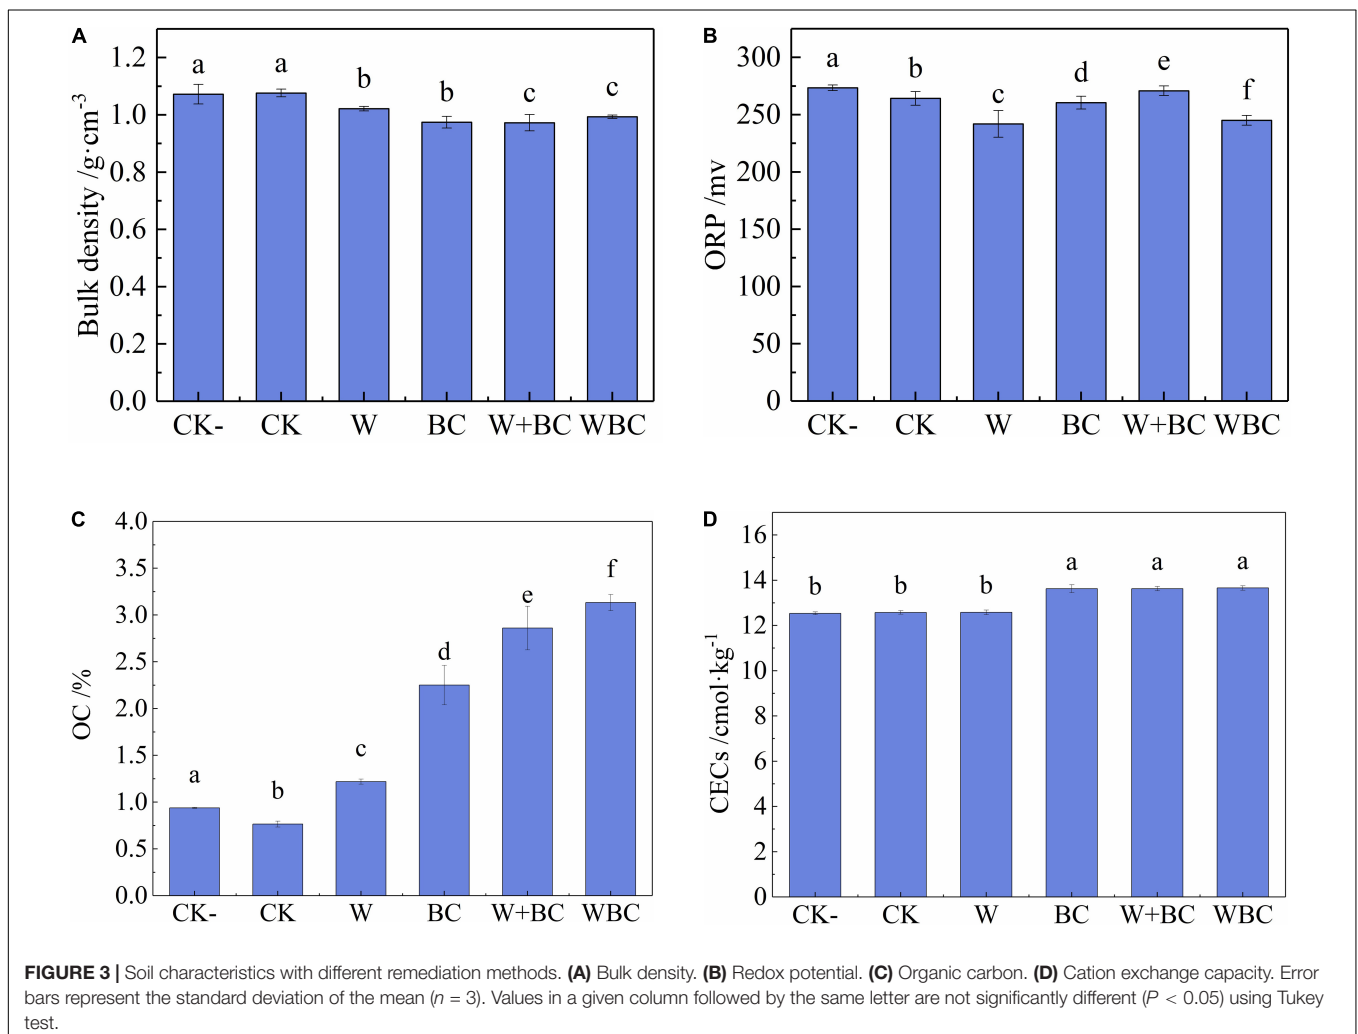 A
Bulk density /g·cm-3
1.2
1.0
0.8
0.6
0.4
0.2
0.0
a a b b c c
CK- CK W BC W+BC WBC
B
ORP /mv
300
250
200
250
200
300
100
50
0
a b c d e f
CK- CK W BC W+BC WBC
C
OC /%
4.0
3.5
3.0
2.5
2.0
1.5
1.0
0.5
0.0
a b c d e f
CK- CK W BC W+BC WBC
D
CECs /cmol·kg-1
16
14
12
10
8
6
4
2
0
b b b a a a
CK- CK W BC W+BC WBC
FIGURE 3 | Soil characteristics with different remediation methods. (A) Bulk density. (B) Redox potential. (C) Organic carbon. (D) Cation exchange capacity. Error
bars represent the standard deviation of the mean (n = 3). Values in a given column followed by the same letter are not significantly different (P < 0.05) using Tukey
test.